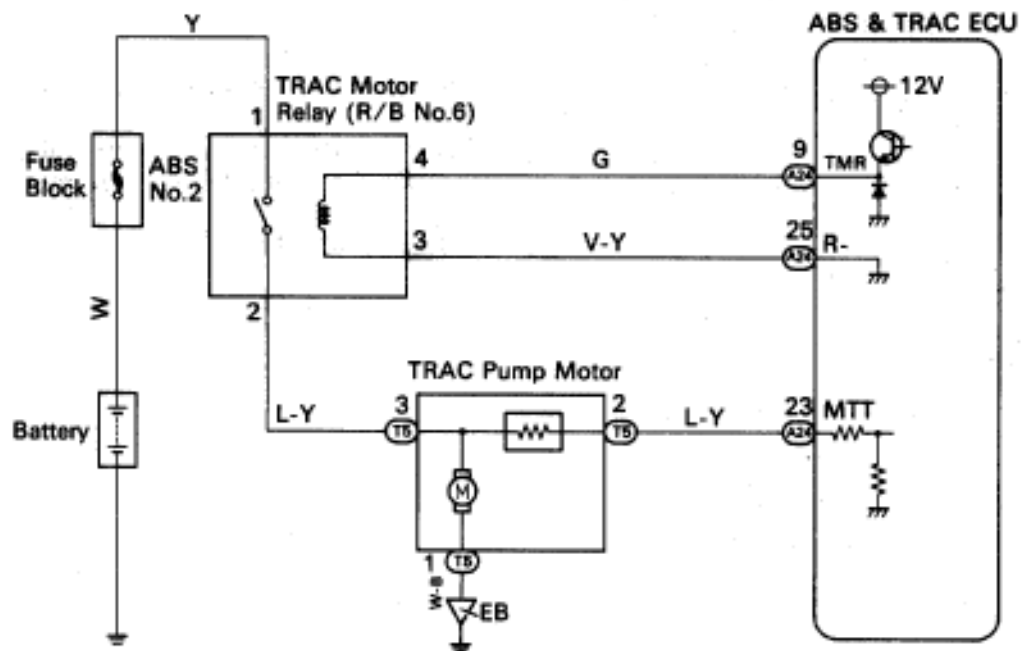 Y
ABS & TRAC ECU
TRAC Motor
Relay (R/B No.6)
12V
1
Fuse
Block
ABS
No.2
4
G
9
A24
TMR
3
V-Y
25
A24
R-
W
2
TRAC Pump Motor
Battery
L-Y
3
T5
2
T5
L-Y
23
A24
MTT
M
1
T5
W-B
EB